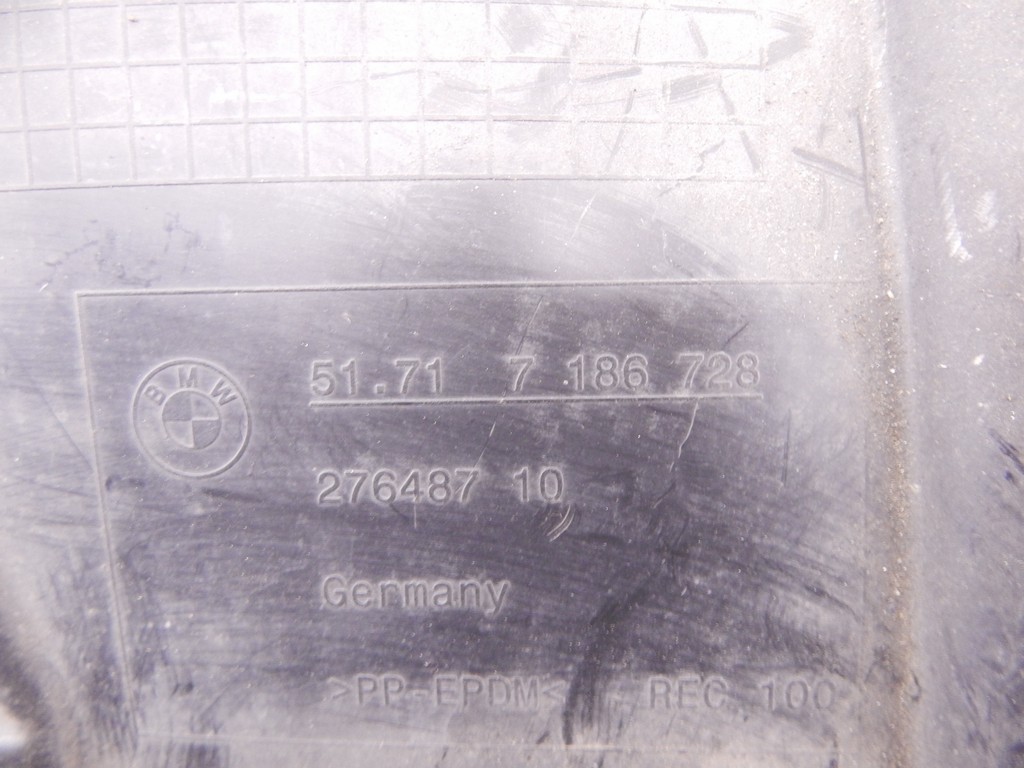 BMW
51.71 7 186 728
276487 10
Germany
>PP-EPDM< REC 100